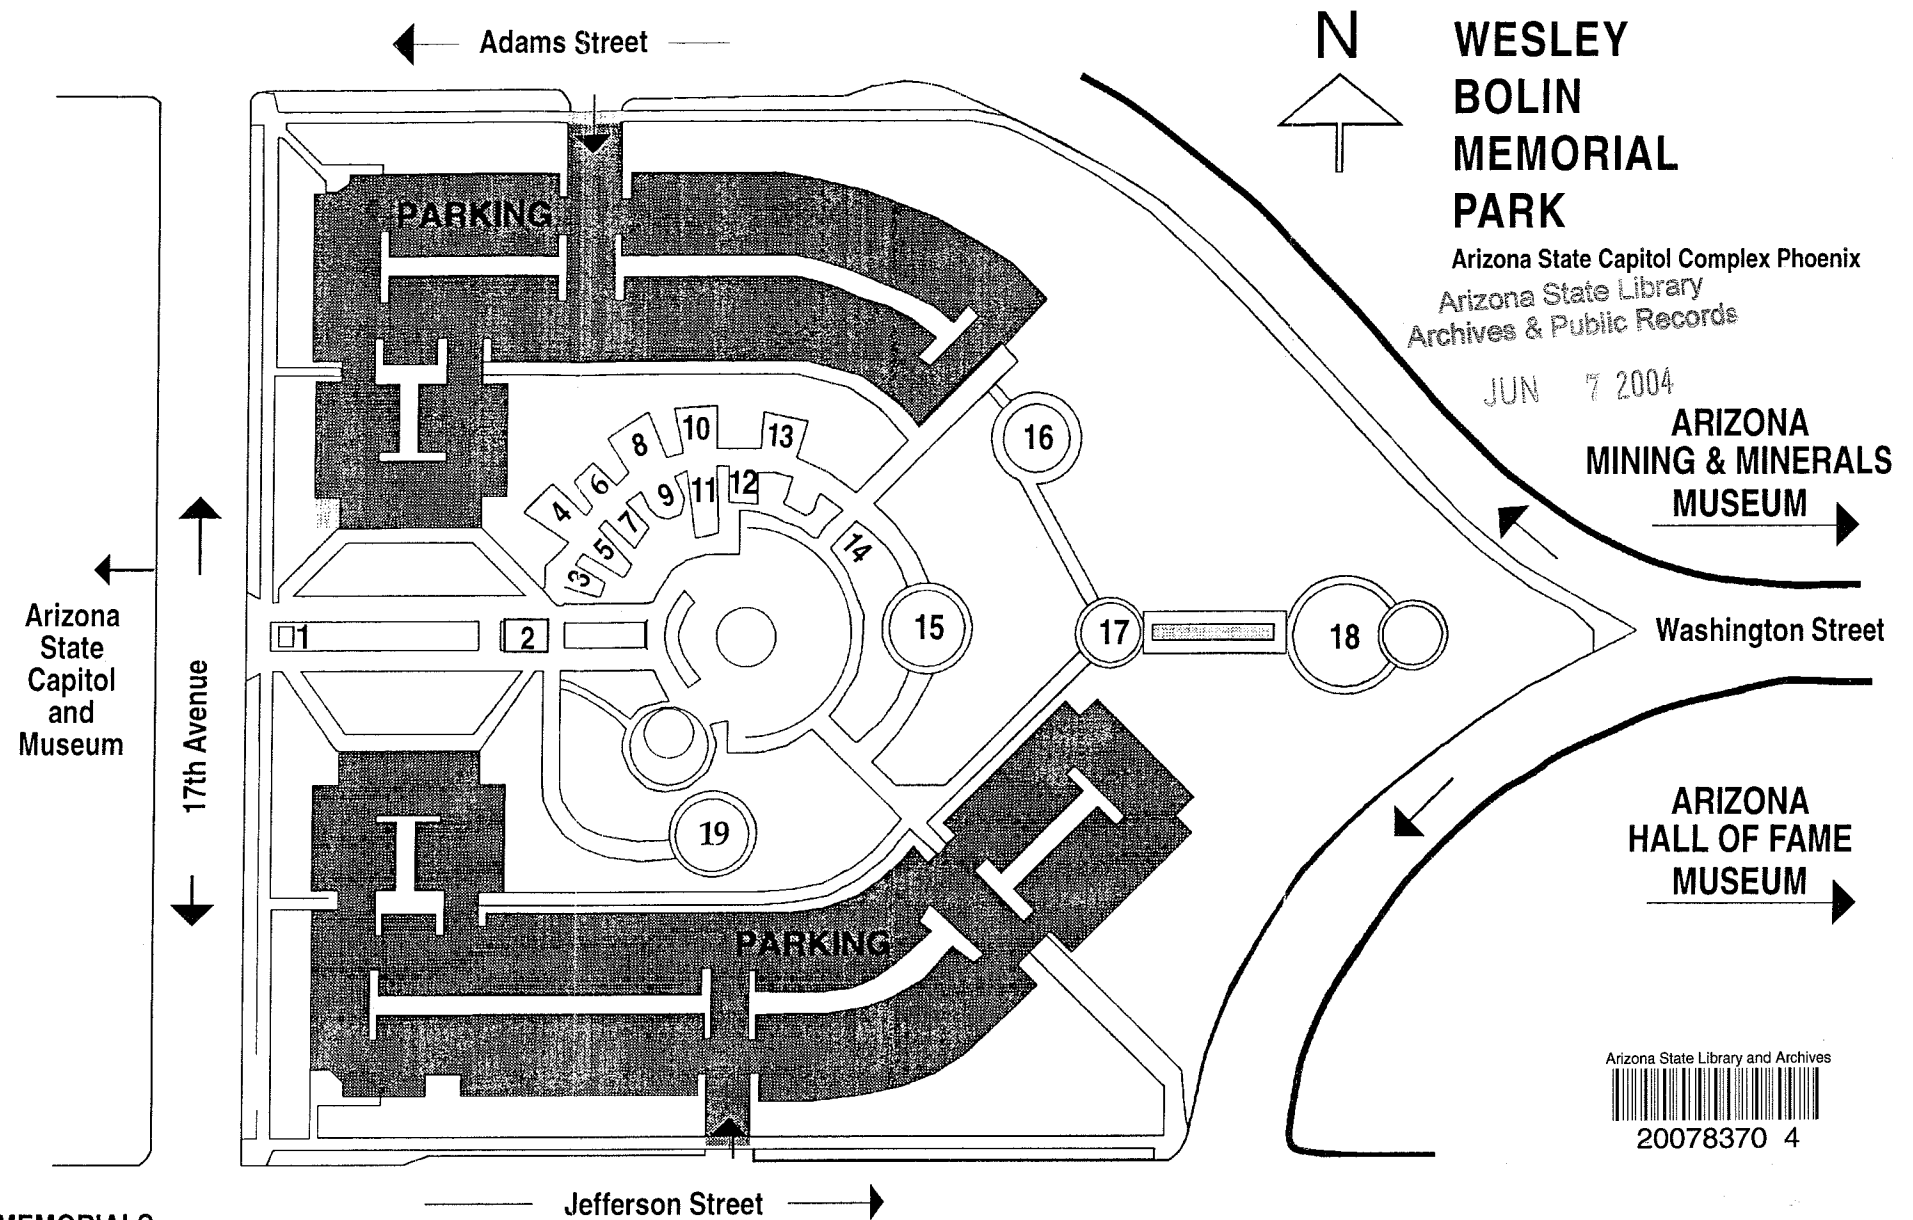 Adams Street
N
WESLEY
BOLIN
MEMORIAL
PARK
Arizona State Capitol Complex Phoenix
Arizona State Library
Archives & Public Records
JUN 7 2004
ARIZONA
MINING & MINERALS
MUSEUM
PARKING
16
10
13
8
6
4
9
11
12
7
5
3
14
15
17
18
1
2
19
Washington Street
Arizona
State
Capitol
and
Museum
17th Avenue
ARIZONA
HALL OF FAME
MUSEUM
PARKING
Arizona State Library and Archives
20078370 4
Jefferson Street